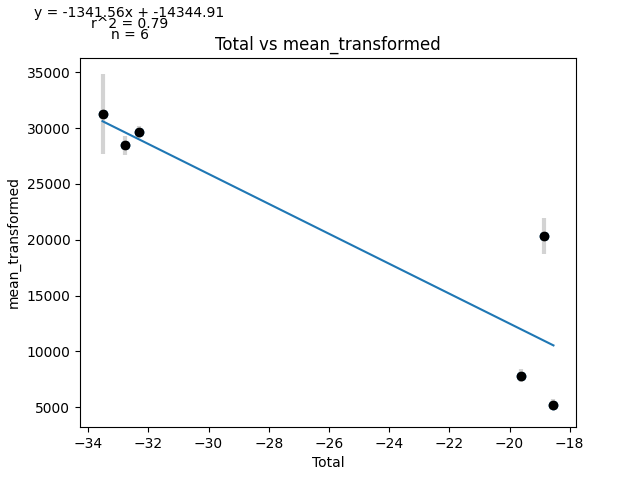 y = -1341.56x + -14344.91
r^2 = 0.79
n = 6
Total vs mean_transformed
35000
30000
25000
20000
15000
10000
5000
mean_transformed
−34 −32 −30 −28 −26 −24 −22 −20 −18
Total